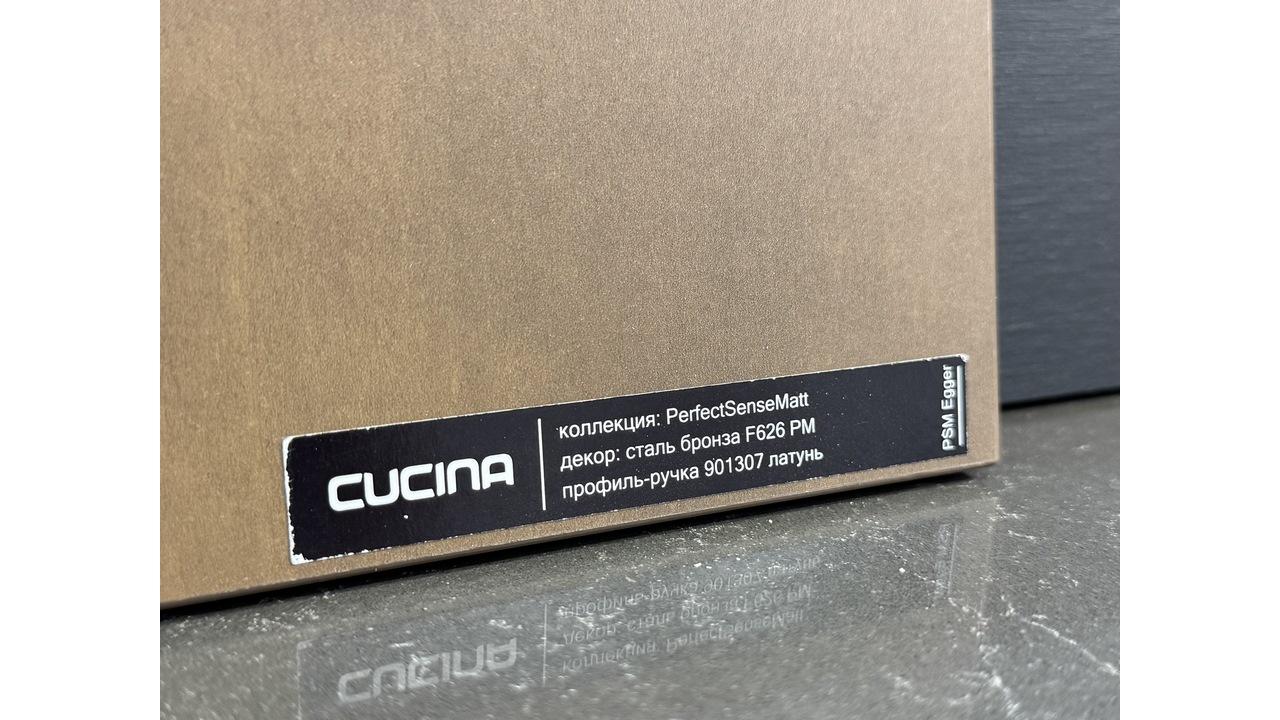 CUCINA
коллекция: PerfectSenseMatt
декор: сталь бронза F626 PM
профиль-ручка 901307 латунь
PSM Egger